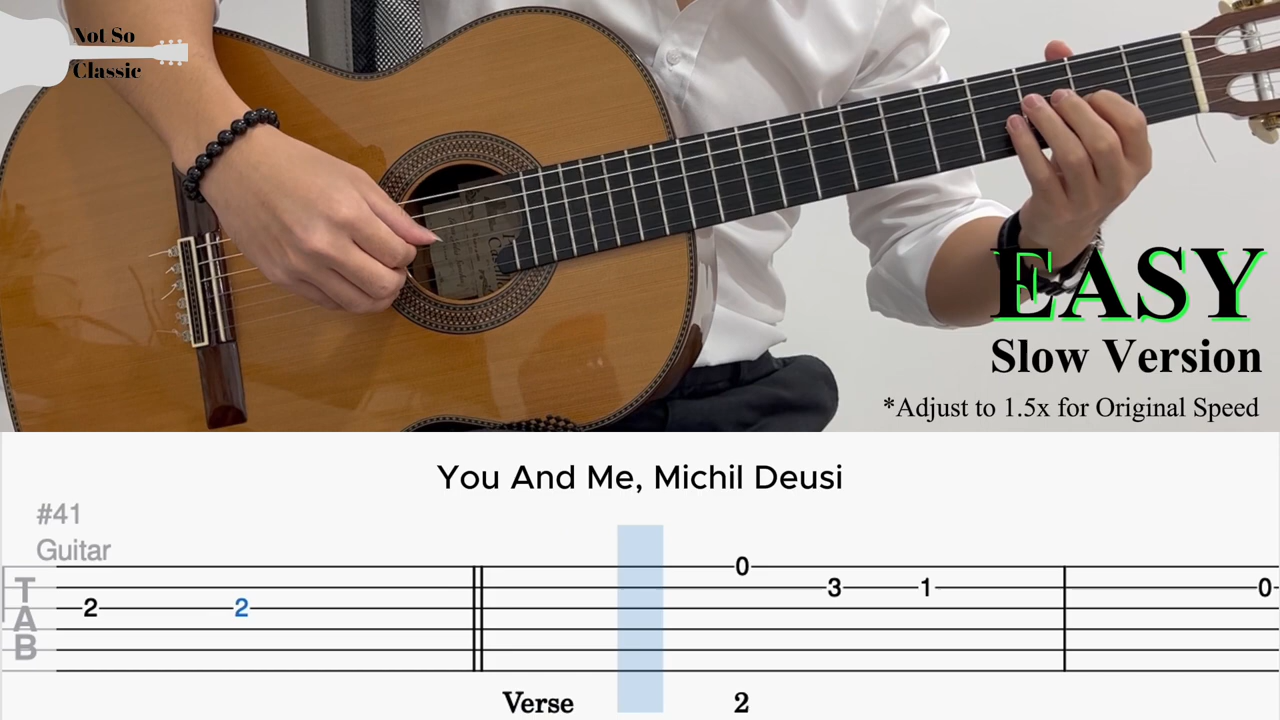 Not So
Classic
EASY
Slow Version
*Adjust to 1.5x for Original Speed
You And Me, Michil Deusi
#41
Guitar
TAB
2 2 0 3 1 0
Verse 2